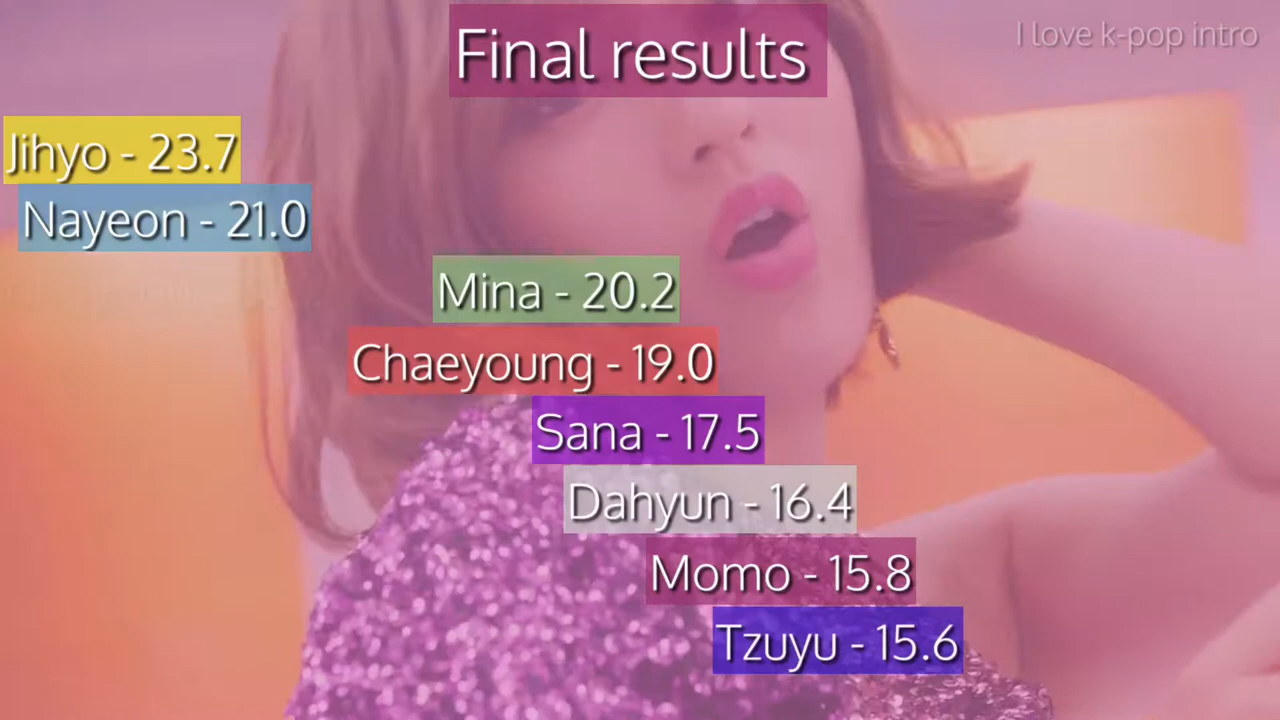 Final results
I love k-pop intro
Jihyo - 23.7
Nayeon - 21.0
Mina - 20.2
Chaeyoung - 19.0
Sana - 17.5
Dahyun - 16.4
Momo - 15.8
Tzuyu - 15.6